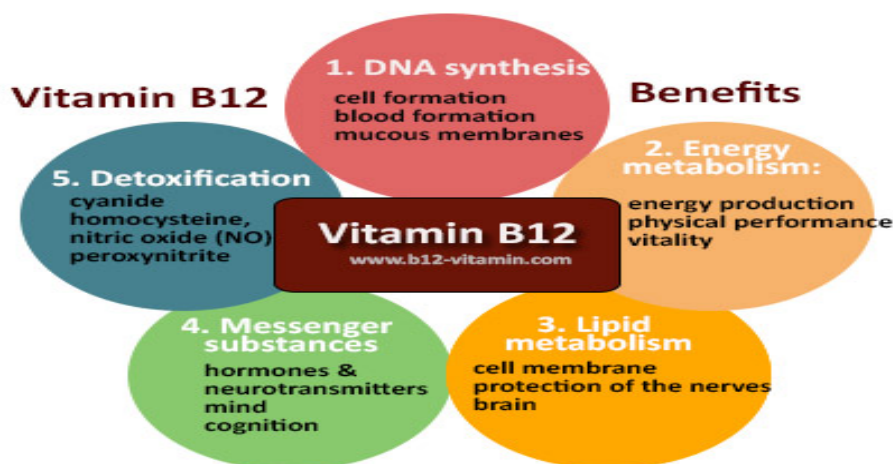 Vitamin B12
Benefits
1. DNA synthesis
cell formation
blood formation
mucous membranes
2. Energy
metabolism:
energy production
physical performance
vitality
3. Lipid
metabolism
cell membrane
protection of the nerves
brain
4. Messenger
substances
hormones &
neurotransmitters
mind
cognition
5. Detoxification
cyanide
homocysteine,
nitric oxide (NO)
peroxynitrite
Vitamin B12
www.b12-vitamin.com